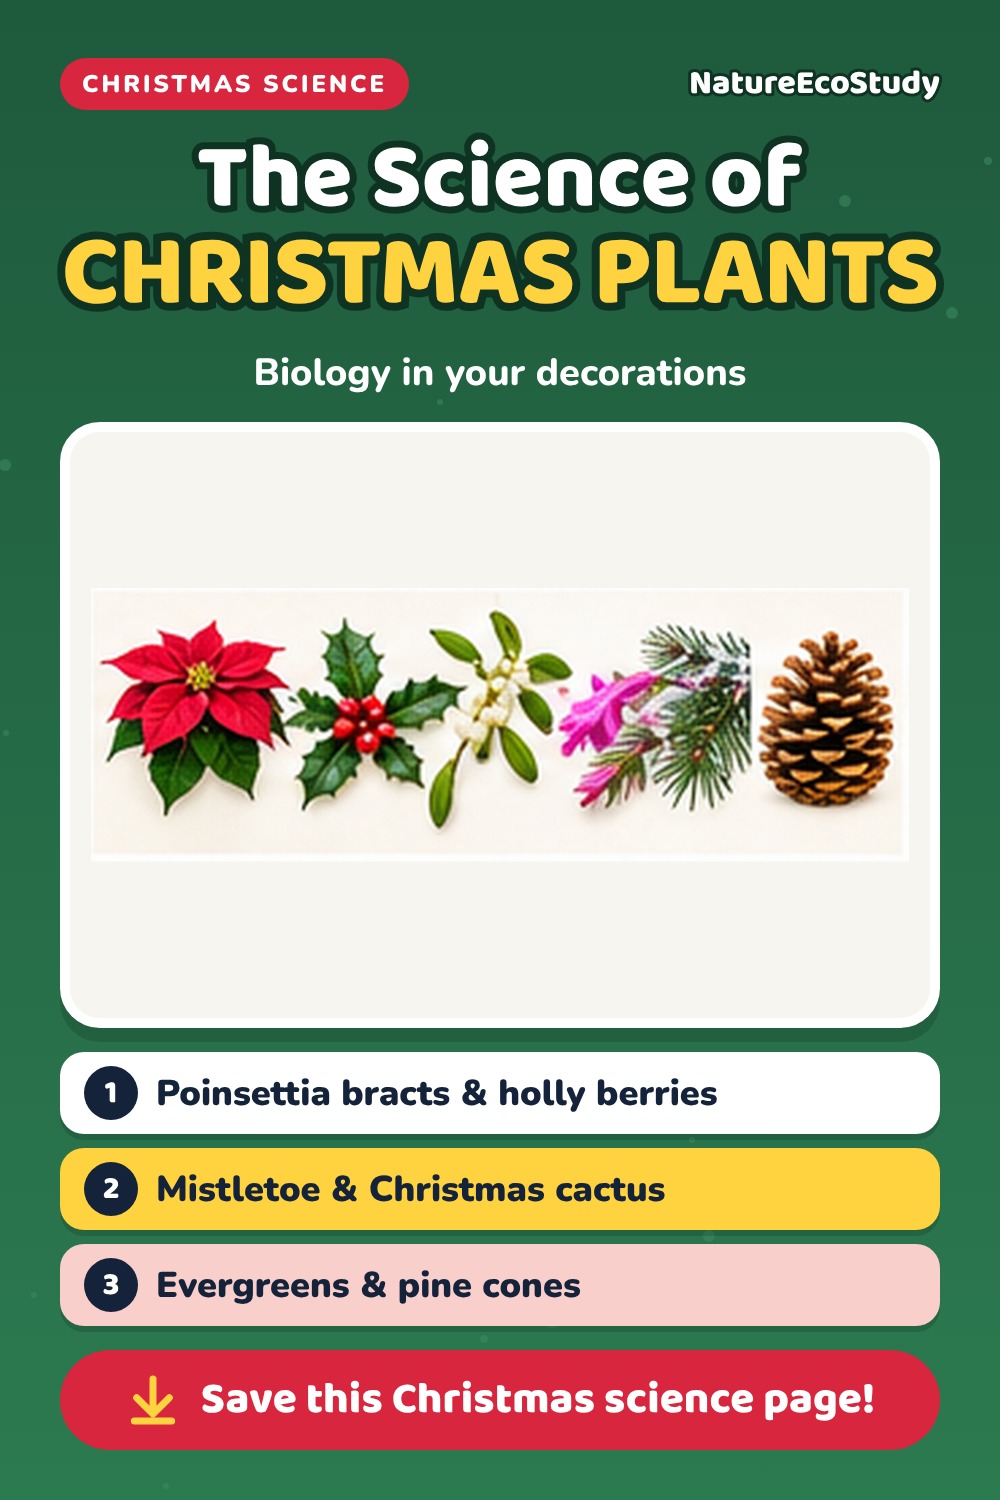 CHRISTMAS SCIENCE
NatureEcoStudy
The Science of
CHRISTMAS PLANTS
Biology in your decorations
1 Poinsettia bracts & holly berries
2 Mistletoe & Christmas cactus
3 Evergreens & pine cones
Save this Christmas science page!